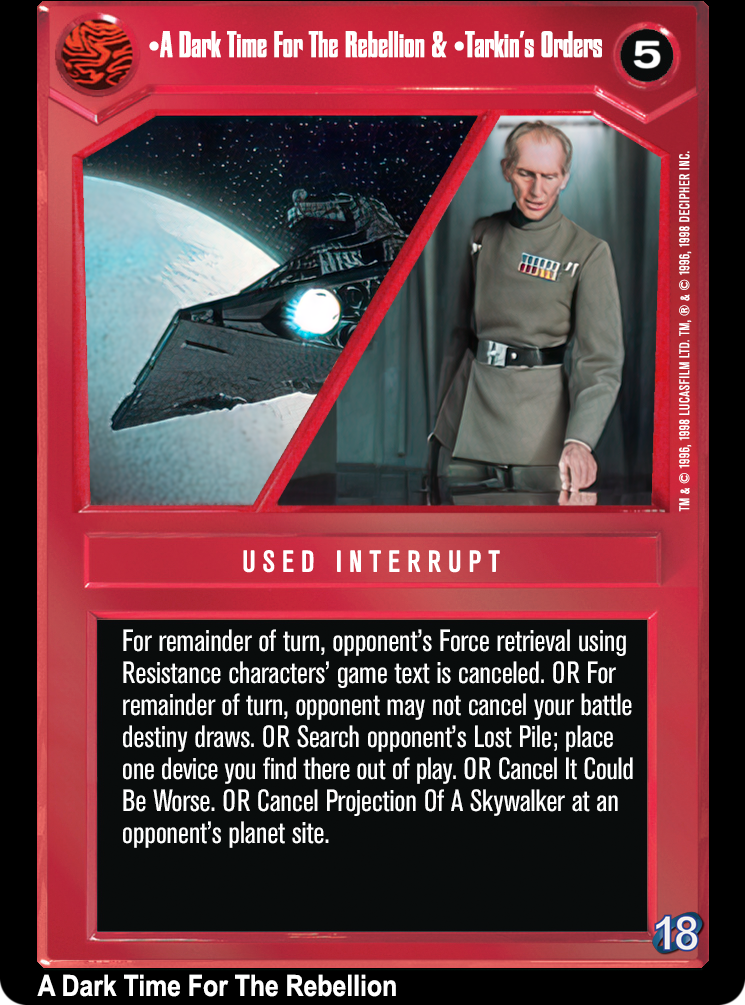 •A Dark Time For The Rebellion & •Tarkin's Orders
5
TM & © 1996, 1998 LUCASFILM LTD. TM, ® & © 1996, 1998 DECIPHER INC.
USED INTERRUPT
For remainder of turn, opponent's Force retrieval using
Resistance characters' game text is canceled. OR For
remainder of turn, opponent may not cancel your battle
destiny draws. OR Search opponent's Lost Pile; place
one device you find there out of play. OR Cancel It Could
Be Worse. OR Cancel Projection Of A Skywalker at an
opponent's planet site.
18
A Dark Time For The Rebellion